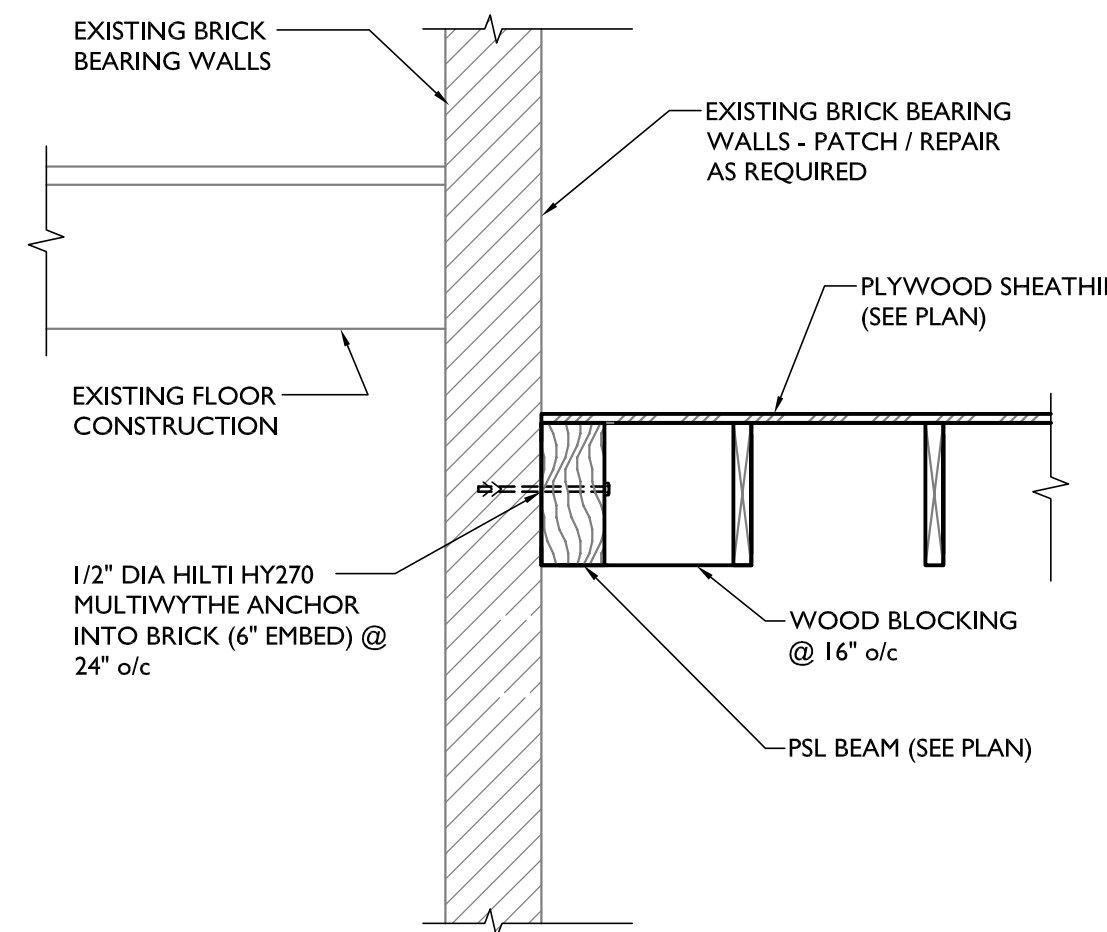 EXISTING BRICK
BEARING WALLS
EXISTING BRICK BEARING
WALLS - PATCH / REPAIR
AS REQUIRED
PLYWOOD
(SEE PLAN)
EXISTING FLOOR
CONSTRUCTION
1/2" DIA HILTI HY270
MULTIWYTHE ANCHOR
INTO BRICK (6" EMBED) @
24" o/c
WOOD BLOCKING
@ 16" o/c
PSL BEAM (SEE PLAN)